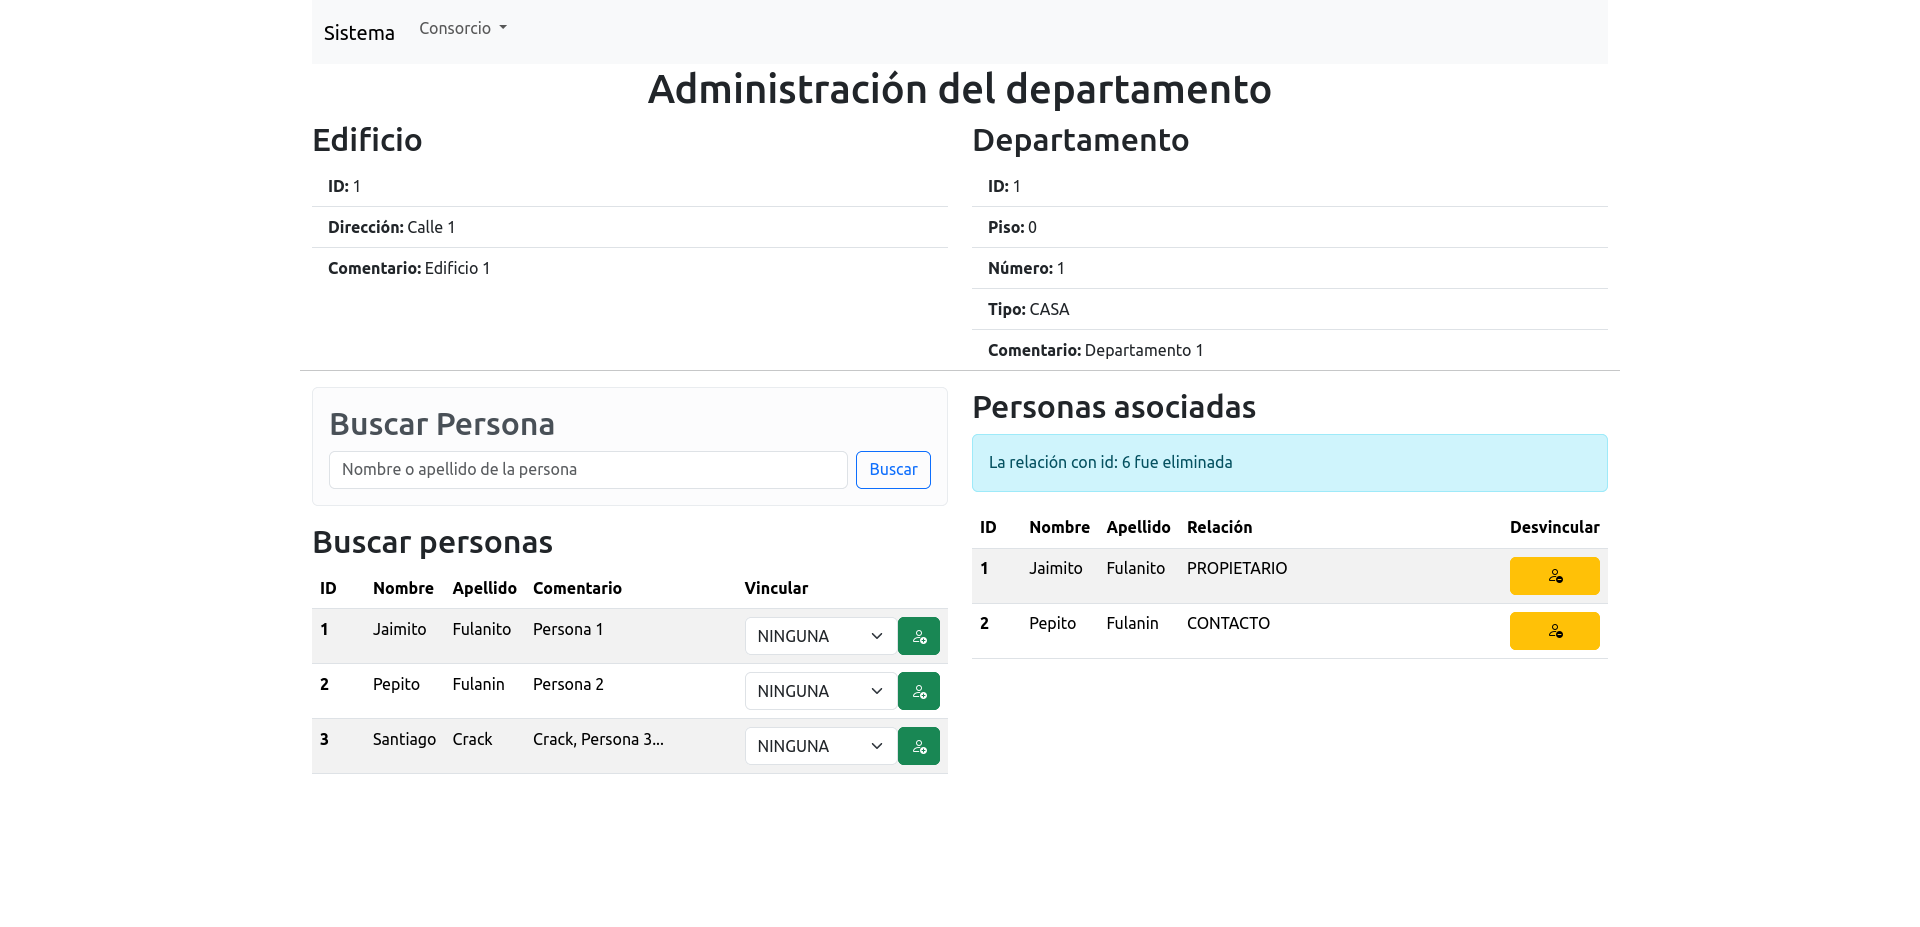 Sistema Consorcio
Administración del departamento
Edificio
ID: 1
Dirección: Calle 1
Comentario: Edificio 1
Departamento
ID: 1
Piso: 0
Número: 1
Tipo: CASA
Comentario: Departamento 1
Buscar Persona
Nombre o apellido de la persona Buscar
Buscar personas
ID Nombre Apellido Comentario Vincular
1 Jaimito Fulanito Persona 1 NINGUNA
2 Pepito Fulanin Persona 2 NINGUNA
3 Santiago Crack Crack, Persona 3... NINGUNA
Personas asociadas
La relación con id: 6 fue eliminada
ID Nombre Apellido Relación Desvincular
1 Jaimito Fulanito PROPIETARIO
2 Pepito Fulanin CONTACTO